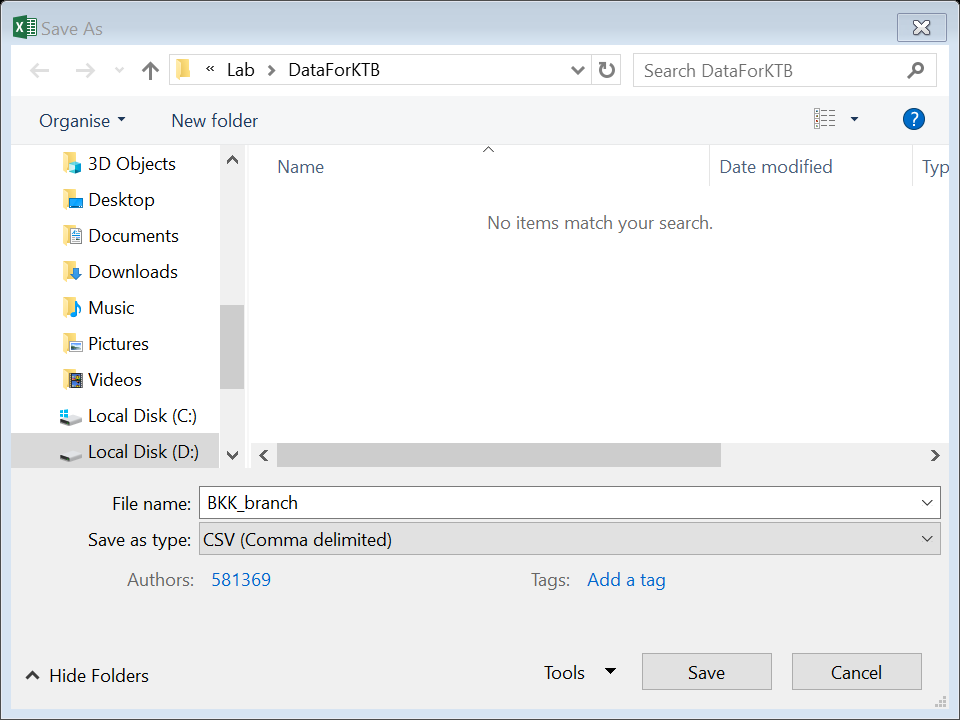 Save As
« Lab > DataForKTB
Search DataForKTB
Organise
New folder
?
Name
Date modified
Typ
3D Objects
No items match your search.
Desktop
Documents
Downloads
Music
Pictures
Videos
Local Disk (C:)
Local Disk (D:)
File name: BKK_branch
Save as type: CSV (Comma delimited)
Authors: 581369
Tags: Add a tag
Hide Folders
Tools
Save
Cancel